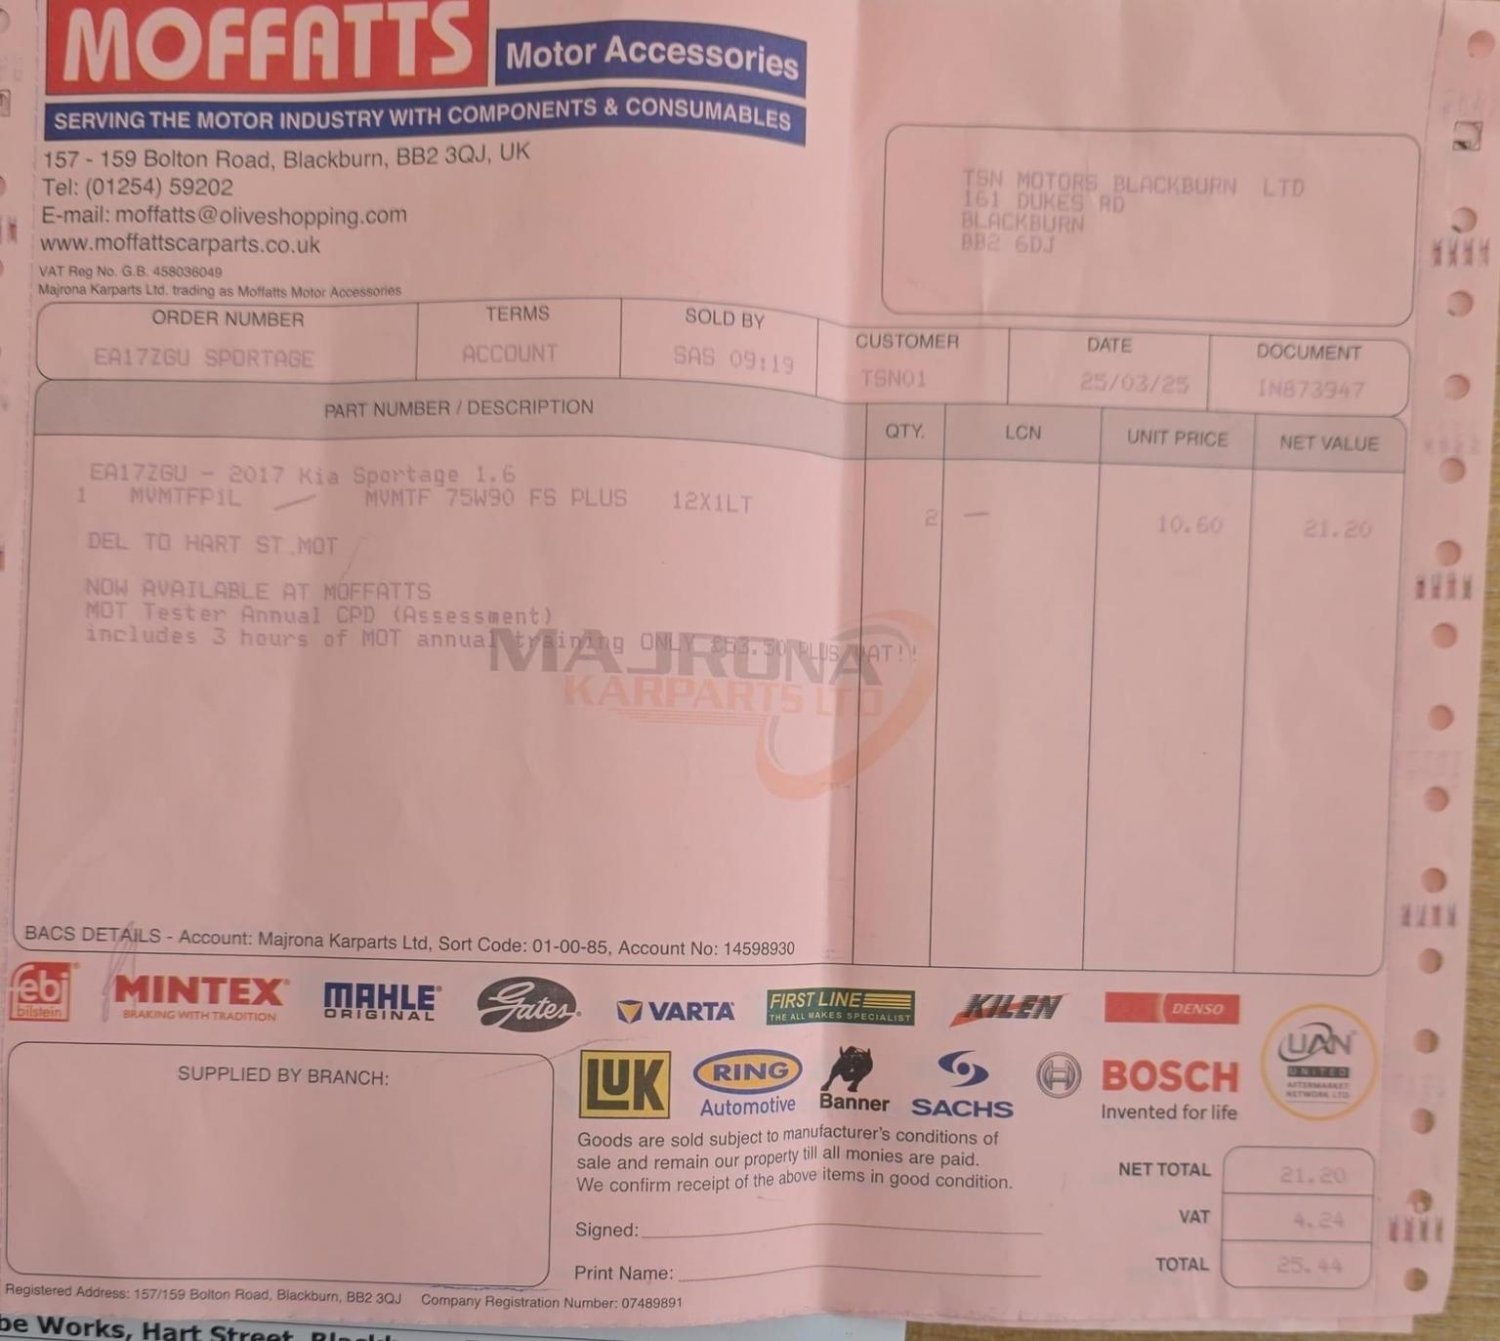 MOFFATTS
Motor Accessories
SERVING THE MOTOR INDUSTRY WITH COMPONENTS & CONSUMABLES
157 - 159 Bolton Road, Blackburn, BB2 3QJ, UK
Tel: (01254) 59202
E-mail: moffatts@oliveshopping.com
www.moffattscarparts.co.uk
VAT Reg No. G.B. 458036049
Majrona Karparts Ltd. trading as Moffatts Motor Accessories
TSN MOTORS BLACKBURN LTD
161 DUKES RD
BLACKBURN
BB2 6DJ
ORDER NUMBER TERMS SOLD BY CUSTOMER DATE DOCUMENT
EA17ZGU SPORTAGE ACCOUNT SAS 09:19 TSN01 25/03/25 IN873947
PART NUMBER / DESCRIPTION QTY. LCN UNIT PRICE NET VALUE
EA17ZGU - 2017 Kia Sportage 1.6
1 MVMTFP1L MVMTF 75W90 FS PLUS 12X1LT 2 10.60 21.20
DEL TO HART ST.MOT
NOW AVAILABLE AT MOFFATTS
MOT Tester Annual CPD (Assessment)
includes 3 hours of MOT annual training ONLY £63.50 PLUS VAT!!
MAJRONA
KARPARTS LTD
BACS DETAILS - Account: Majrona Karparts Ltd, Sort Code: 01-00-85, Account No: 14598930
febi
bilstein
MINTEX
BRAKING WITH TRADITION
MAHLE
ORIGINAL
Gates
VARTA
FIRST LINE
THE ALL MAKES SPECIALIST
KILEN
DENSO
UAN
UNITED
AFTERMARKET
NETWORK LTD
SUPPLIED BY BRANCH:
LUK
RING
Automotive
Banner
SACHS
BOSCH
Invented for life
Goods are sold subject to manufacturer's conditions of
sale and remain our property till all monies are paid.
We confirm receipt of the above items in good condition.
Signed:
Print Name:
NET TOTAL 21.20
VAT 4.24
TOTAL 25.44
Registered Address: 157/159 Bolton Road, Blackburn, BB2 3QJ Company Registration Number: 07489891
be Works, Hart Street,